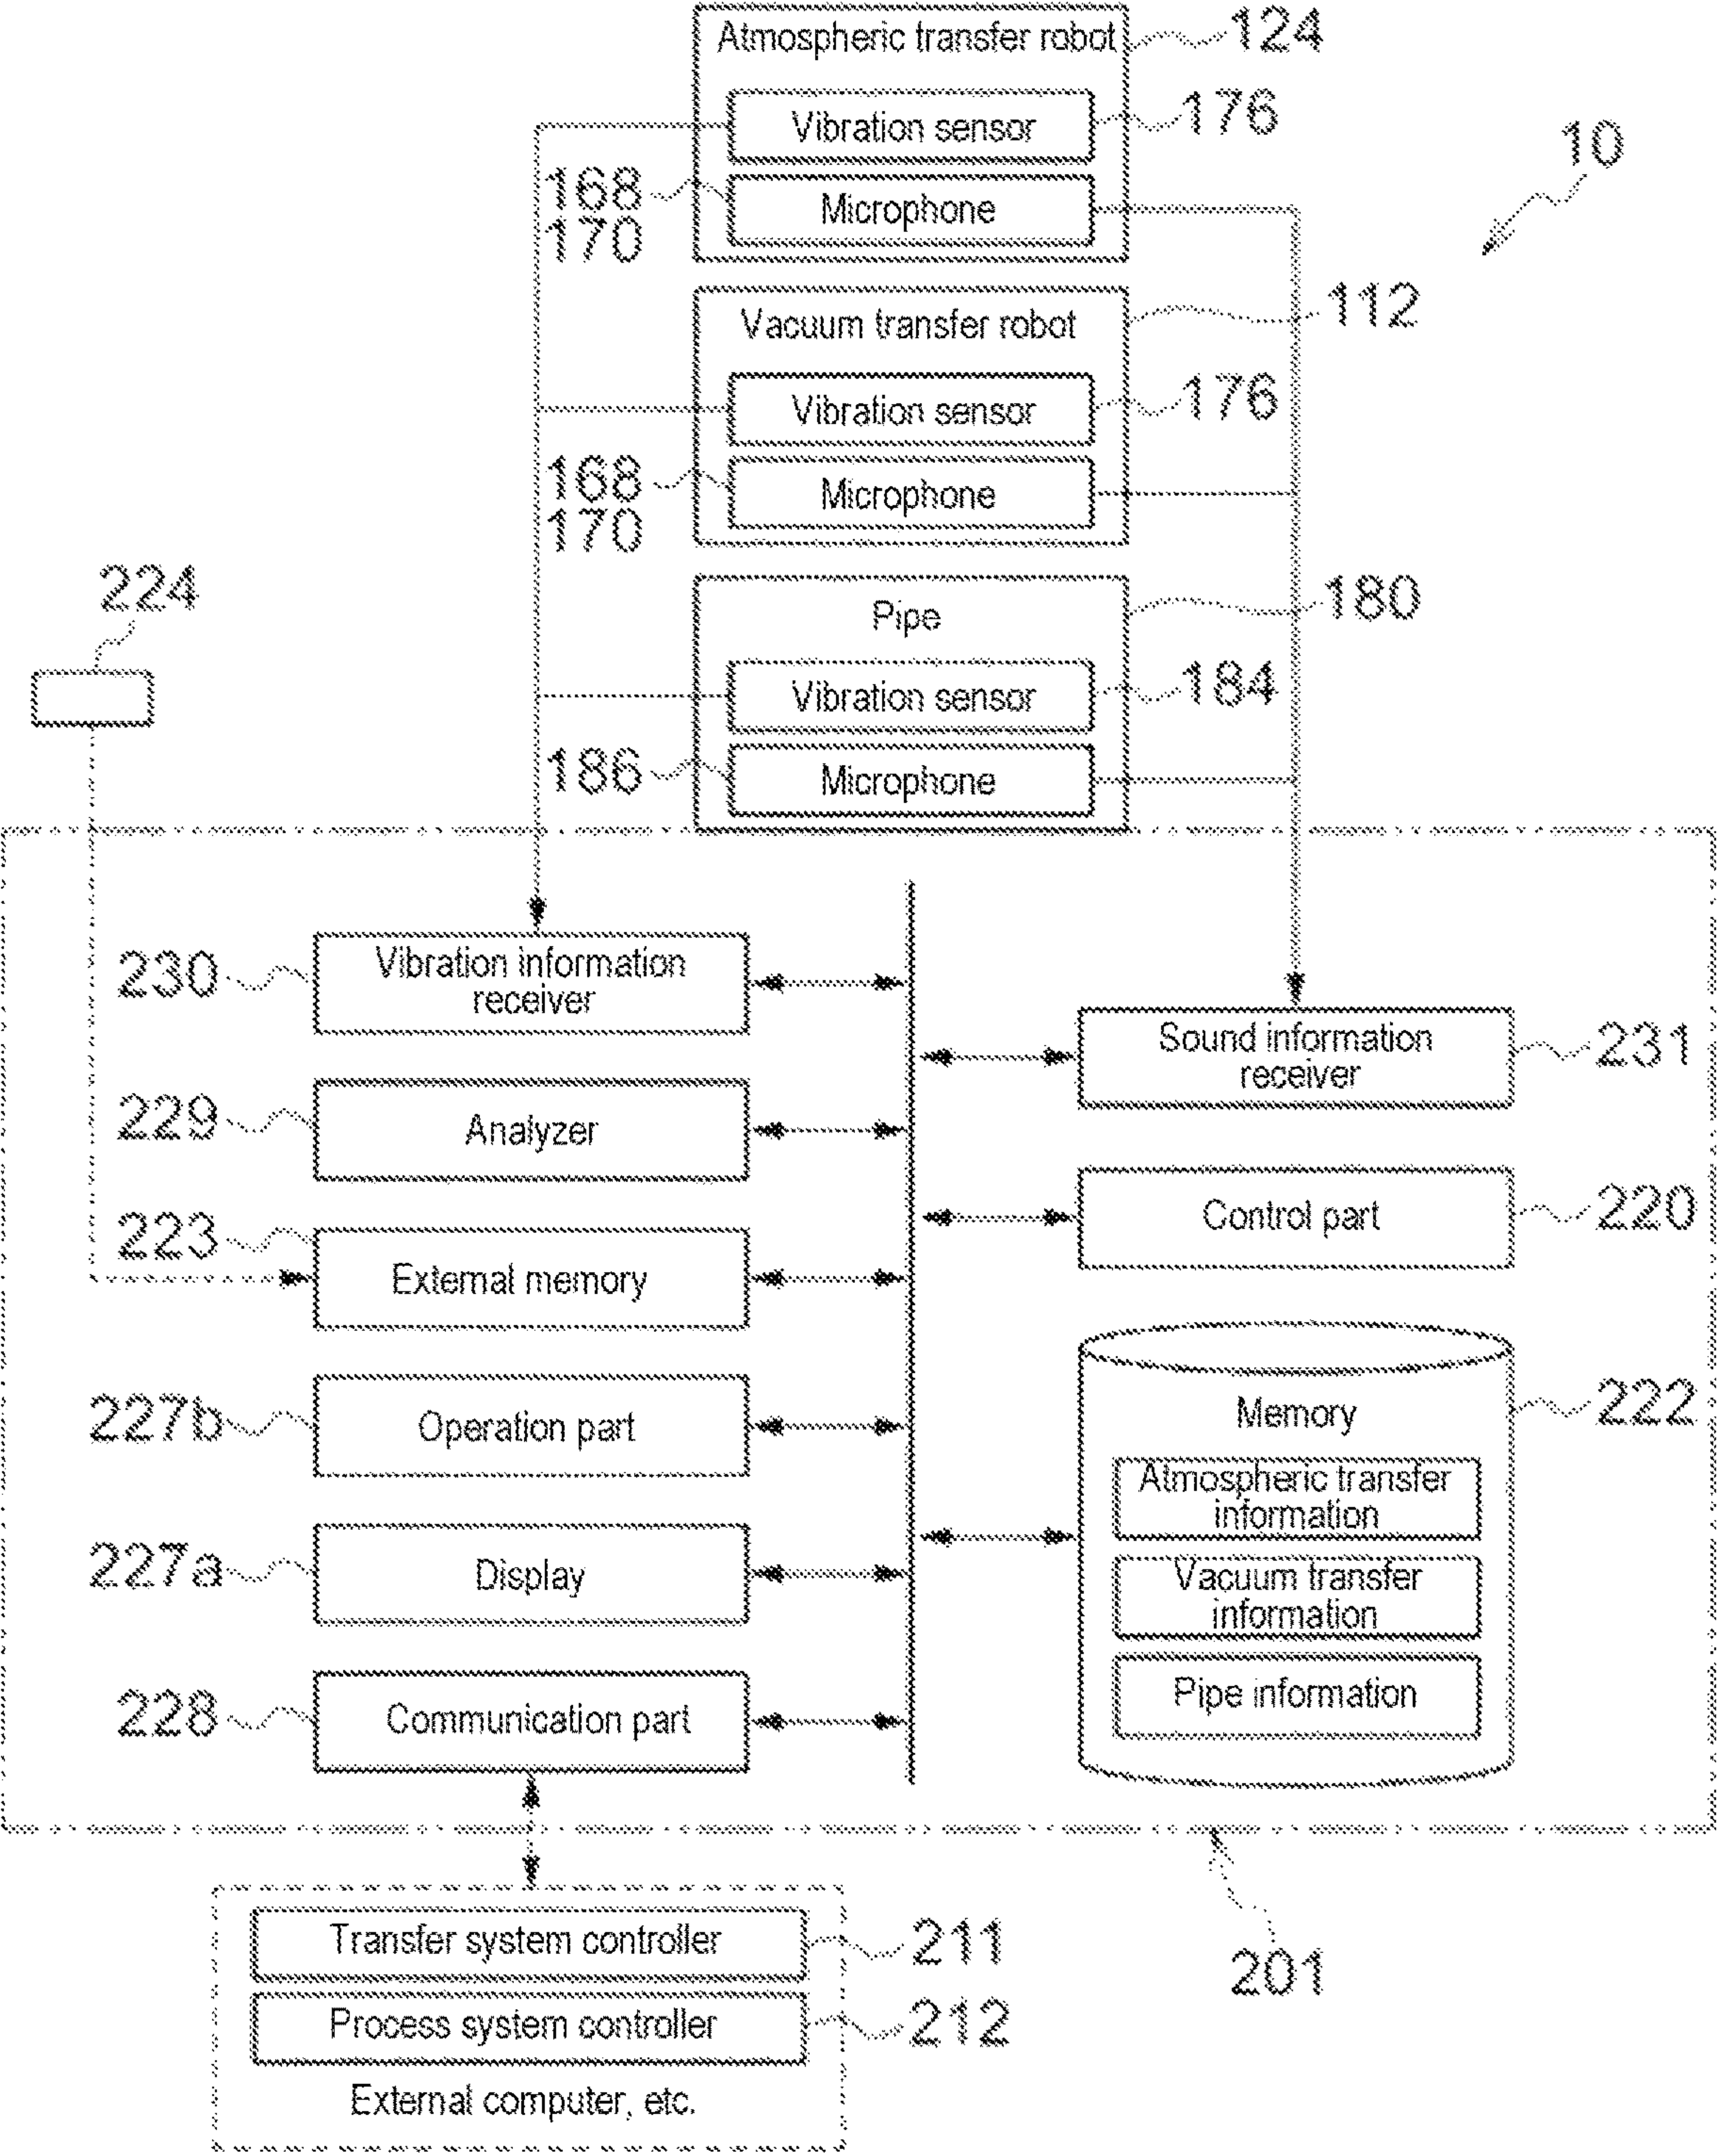 Atmospheric transfer robot
124
Vibration sensor
176
10
168
170
Microphone
112
Vacuum transfer robot
Vibration sensor
176
168
170
Microphone
224
180
Pipe
Vibration sensor
184
186
Microphone
230
Vibration information
receiver
Sound information
receiver
231
229
Analyzer
220
Control part
223
External memory
227b
Operation part
222
Memory
Atmospheric transfer
information
227a
Display
Vacuum transfer
information
228
Communication part
Pipe information
Transfer system controller
211
201
Process system controller
212
External computer, etc.